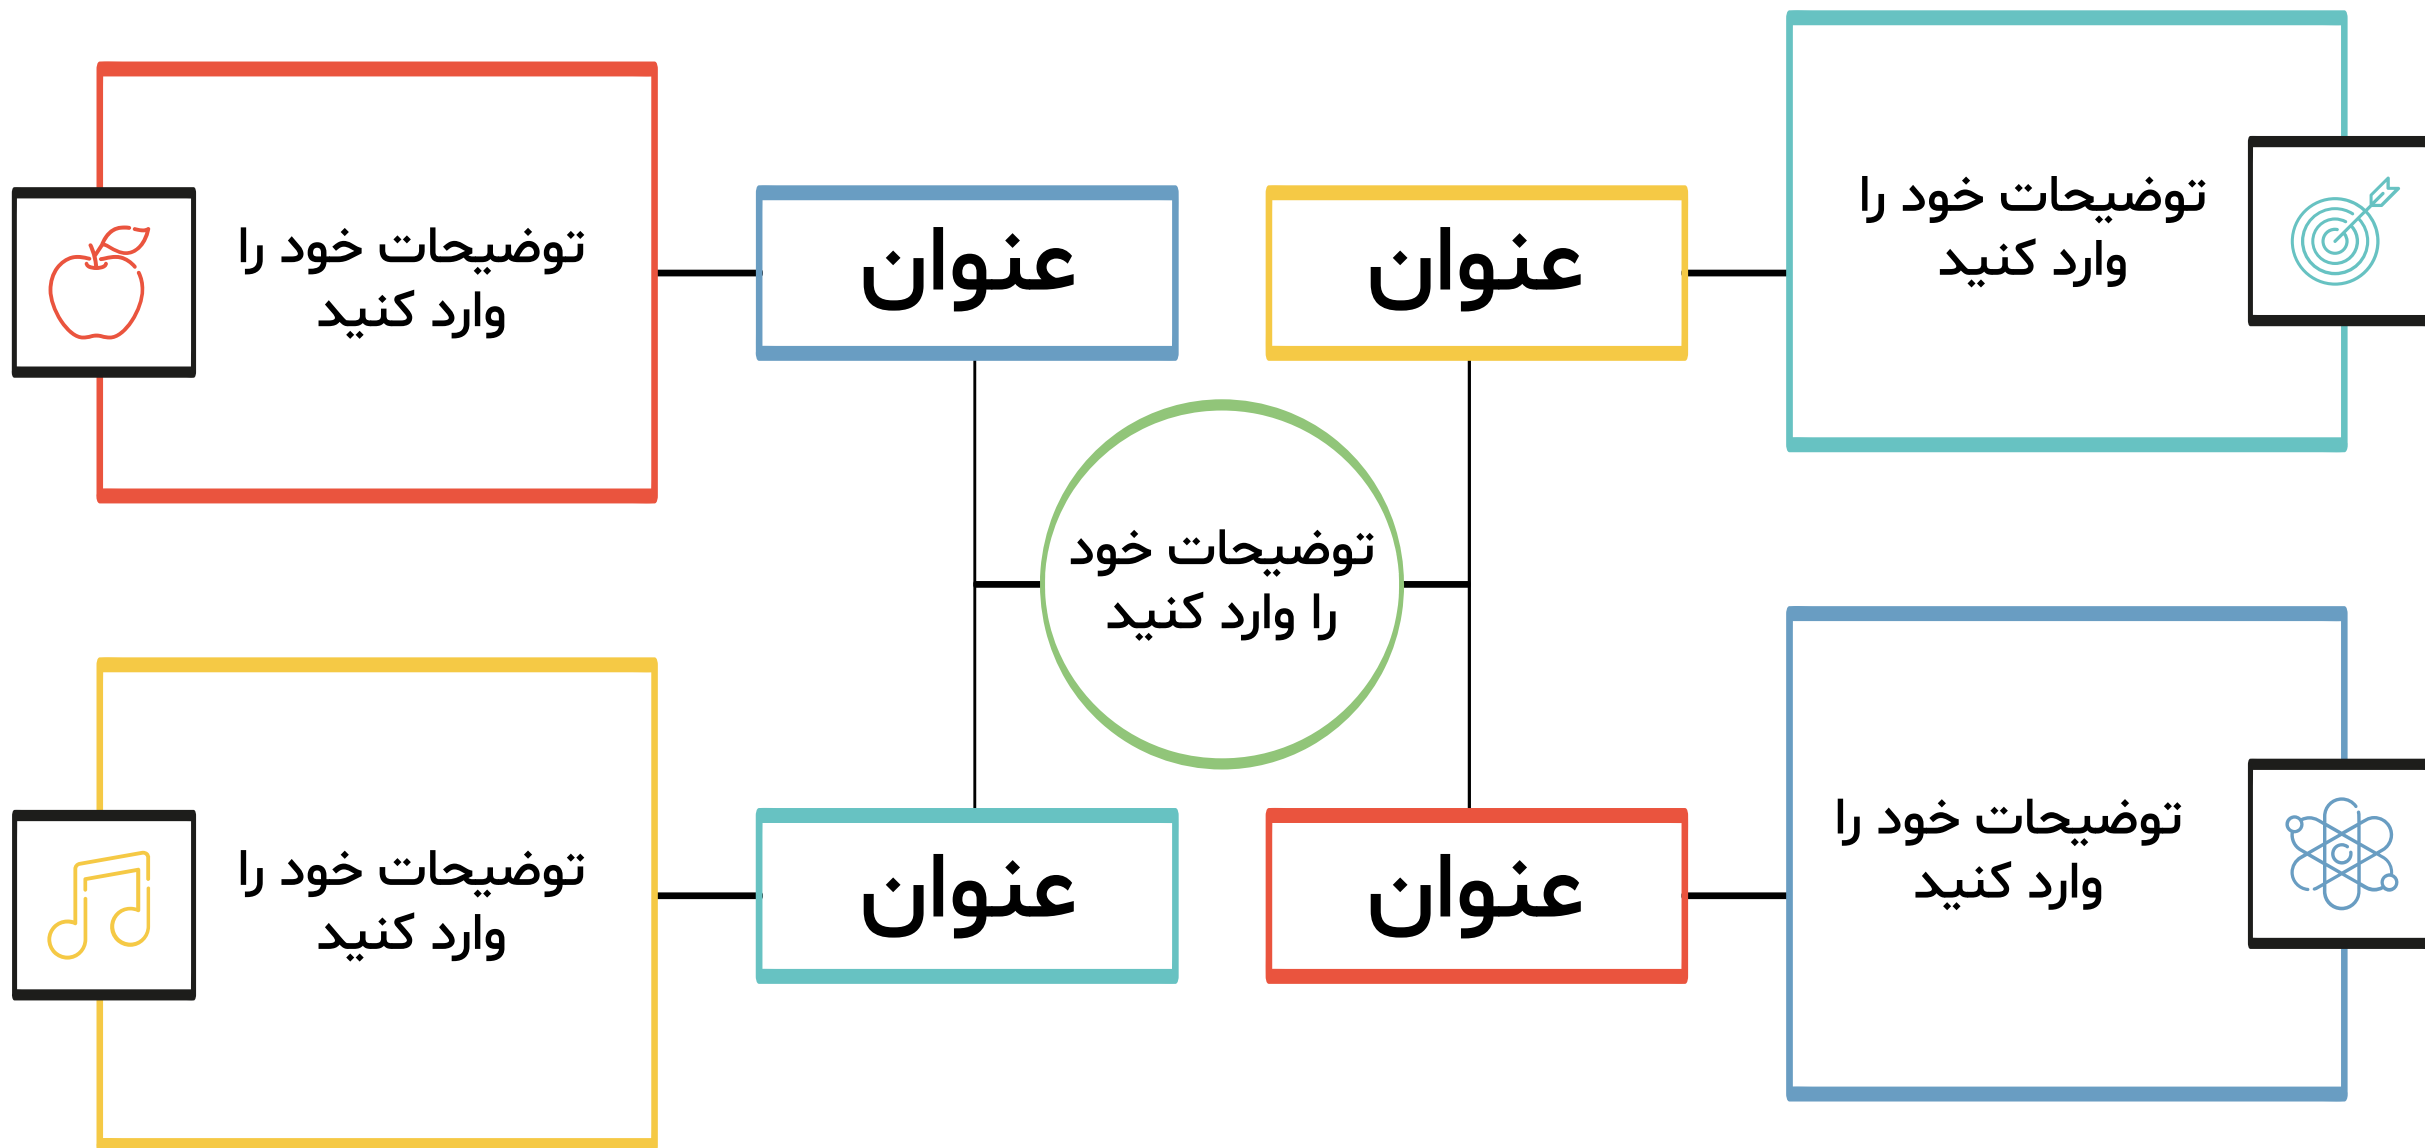 توضیحات خود را
وارد کنید
عنوان
عنوان
توضیحات خود را
وارد کنید
توضیحات خود
را وارد کنید
توضیحات خود را
وارد کنید
عنوان
عنوان
توضیحات خود را
وارد کنید